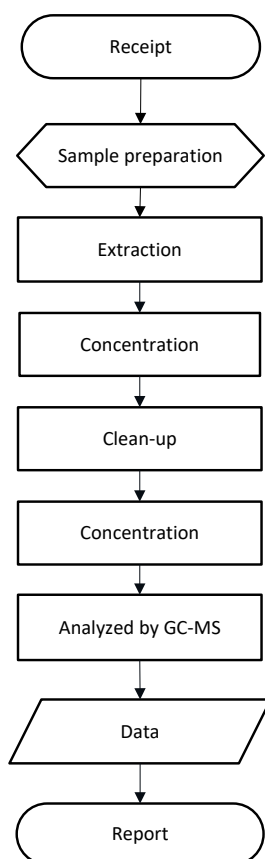 Receipt
Sample preparation
Extraction
Concentration
Clean-up
Concentration
Analyzed by GC-MS
Data
Report